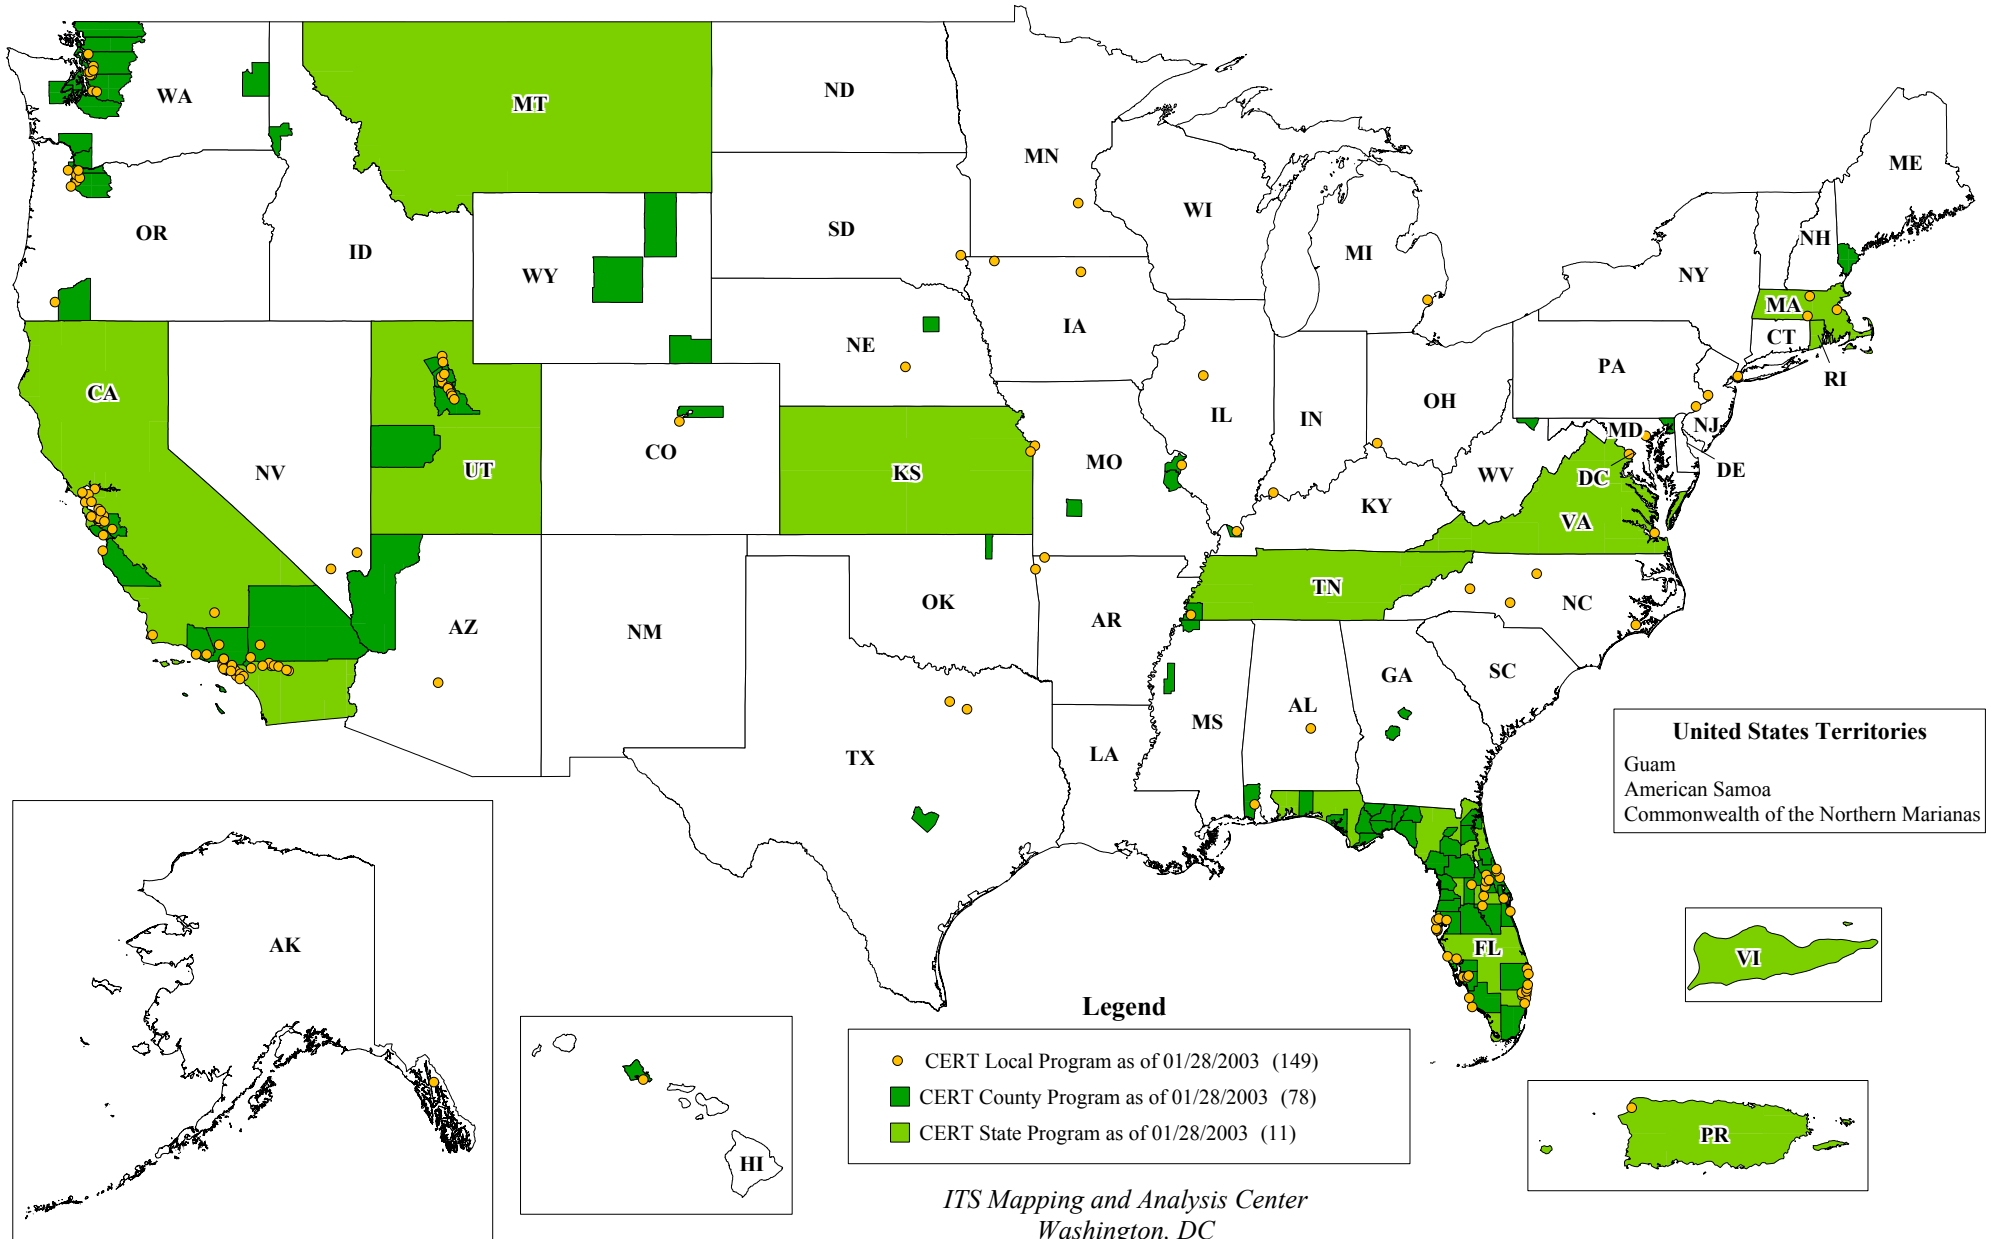 WA
MT
ND
MN
ME
OR
ID
WY
SD
WI
MI
NH
NY
MA
CT
RI
CA
NV
UT
CO
NE
IA
IL
IN
OH
PA
NJ
MD
DE
DC
WV
VA
KS
MO
KY
TN
NC
AZ
NM
OK
AR
SC
GA
AL
MS
LA
TX
FL
United States Territories
Guam
American Samoa
Commonwealth of the Northern Marianas
AK
HI
VI
PR
Legend
CERT Local Program as of 01/28/2003 (149)
CERT County Program as of 01/28/2003 (78)
CERT State Program as of 01/28/2003 (11)
ITS Mapping and Analysis Center
Washington, DC